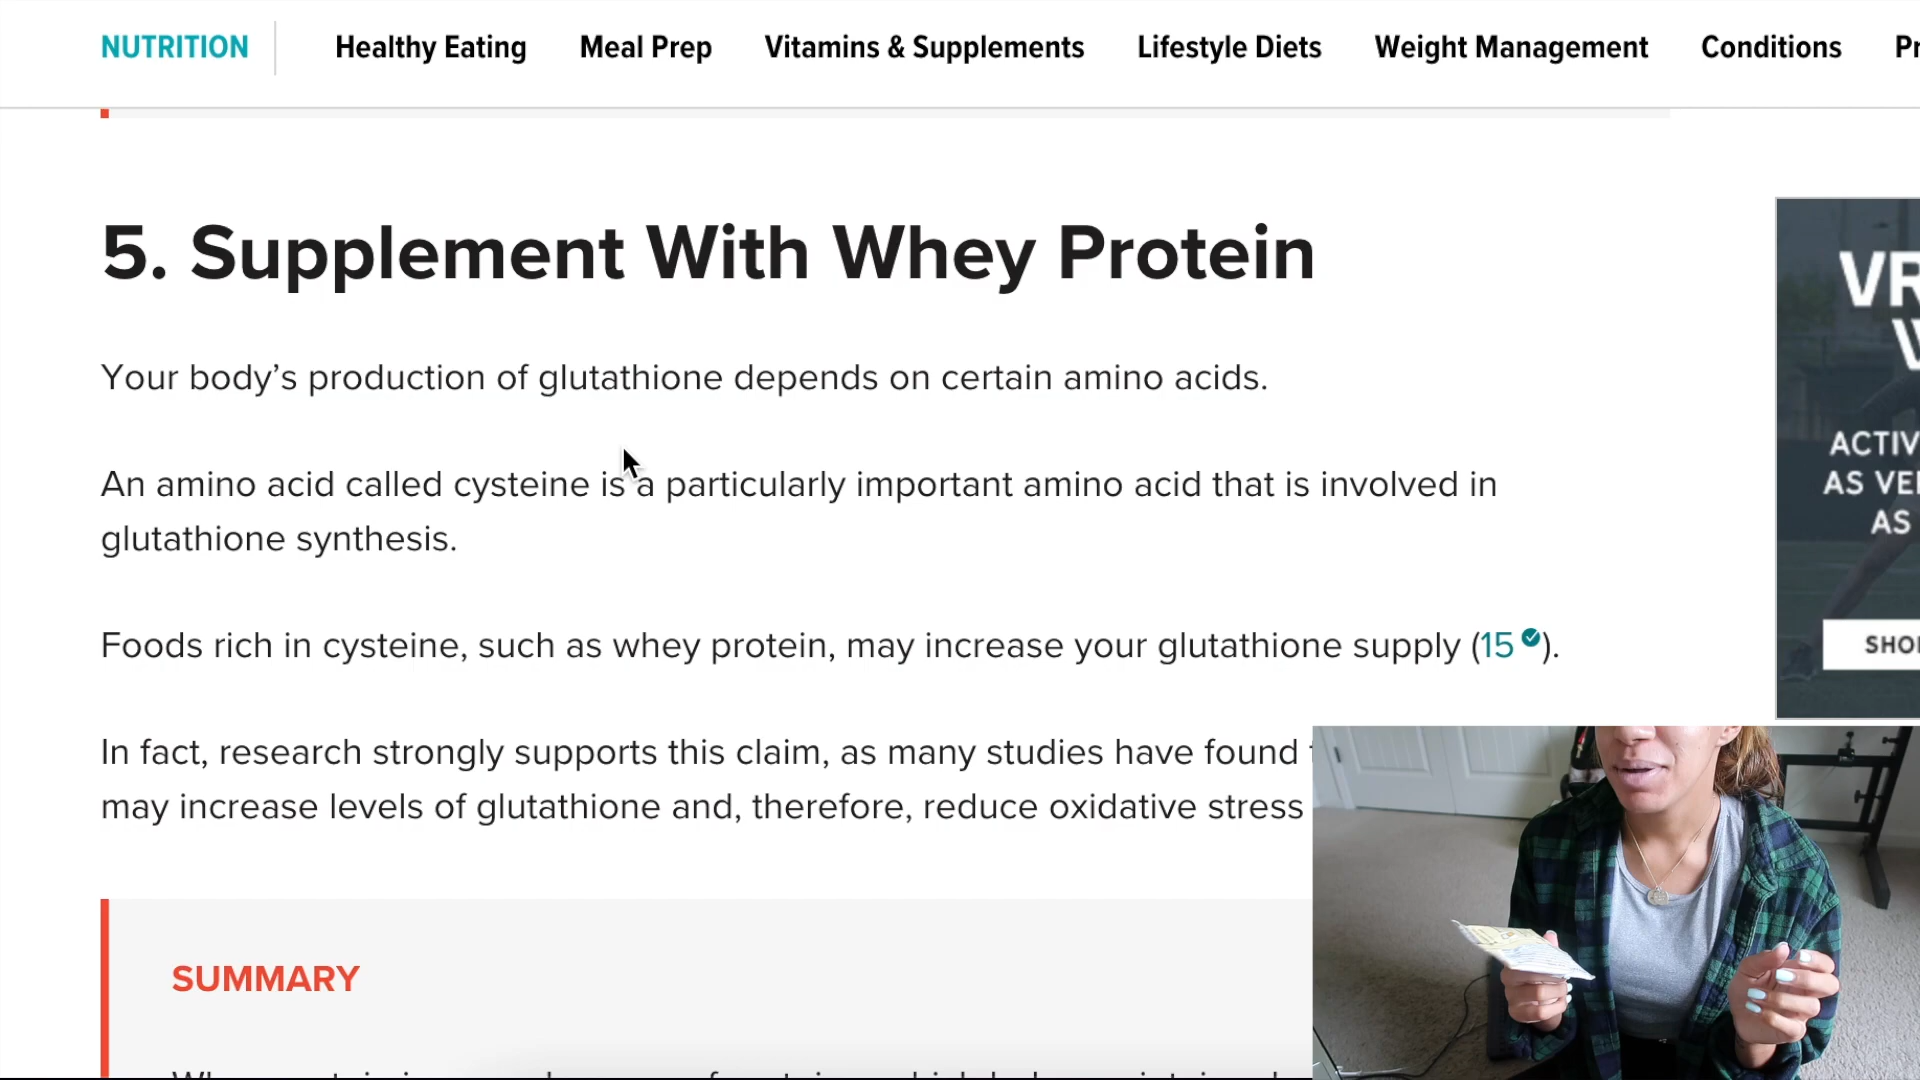 NUTRITION Healthy Eating Meal Prep Vitamins & Supplements Lifestyle Diets Weight Management Conditions
5. Supplement With Whey Protein
Your body’s production of glutathione depends on certain amino acids.
An amino acid called cysteine is a particularly important amino acid that is involved in
glutathione synthesis.
Foods rich in cysteine, such as whey protein, may increase your glutathione supply (15).
In fact, research strongly supports this claim, as many studies have found
may increase levels of glutathione and, therefore, reduce oxidative stress
SUMMARY
VR
ACTIV
AS VE
AS
SHO